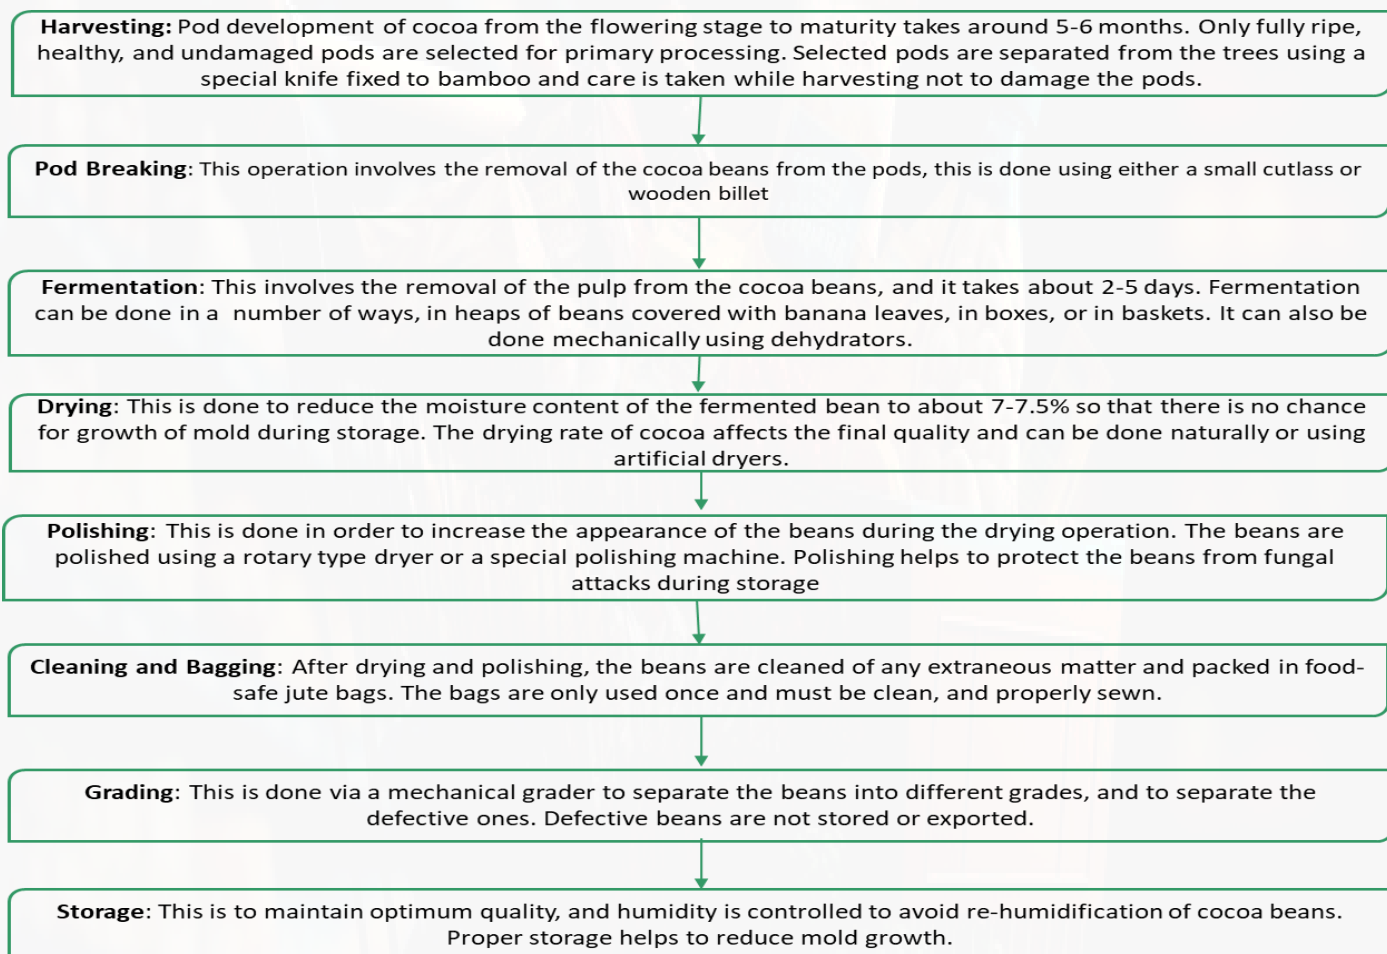 Harvesting: Pod development of cocoa from the flowering stage to maturity takes around 5-6 months. Only fully ripe,
healthy, and undamaged pods are selected for primary processing. Selected pods are separated from the trees using a
special knife fixed to bamboo and care is taken while harvesting not to damage the pods.
Pod Breaking: This operation involves the removal of the cocoa beans from the pods, this is done using either a small cutlass or
wooden billet
Fermentation: This involves the removal of the pulp from the cocoa beans, and it takes about 2-5 days. Fermentation
can be done in a number of ways, in heaps of beans covered with banana leaves, in boxes, or in baskets. It can also be
done mechanically using dehydrators.
Drying: This is done to reduce the moisture content of the fermented bean to about 7-7.5% so that there is no chance
for growth of mold during storage. The drying rate of cocoa affects the final quality and can be done naturally or using
artificial dryers.
Polishing: This is done in order to increase the appearance of the beans during the drying operation. The beans are
polished using a rotary type dryer or a special polishing machine. Polishing helps to protect the beans from fungal
attacks during storage
Cleaning and Bagging: After drying and polishing, the beans are cleaned of any extraneous matter and packed in food-
safe jute bags. The bags are only used once and must be clean, and properly sewn.
Grading: This is done via a mechanical grader to separate the beans into different grades, and to separate the
defective ones. Defective beans are not stored or exported.
Storage: This is to maintain optimum quality, and humidity is controlled to avoid re-humidification of cocoa beans.
Proper storage helps to reduce mold growth.